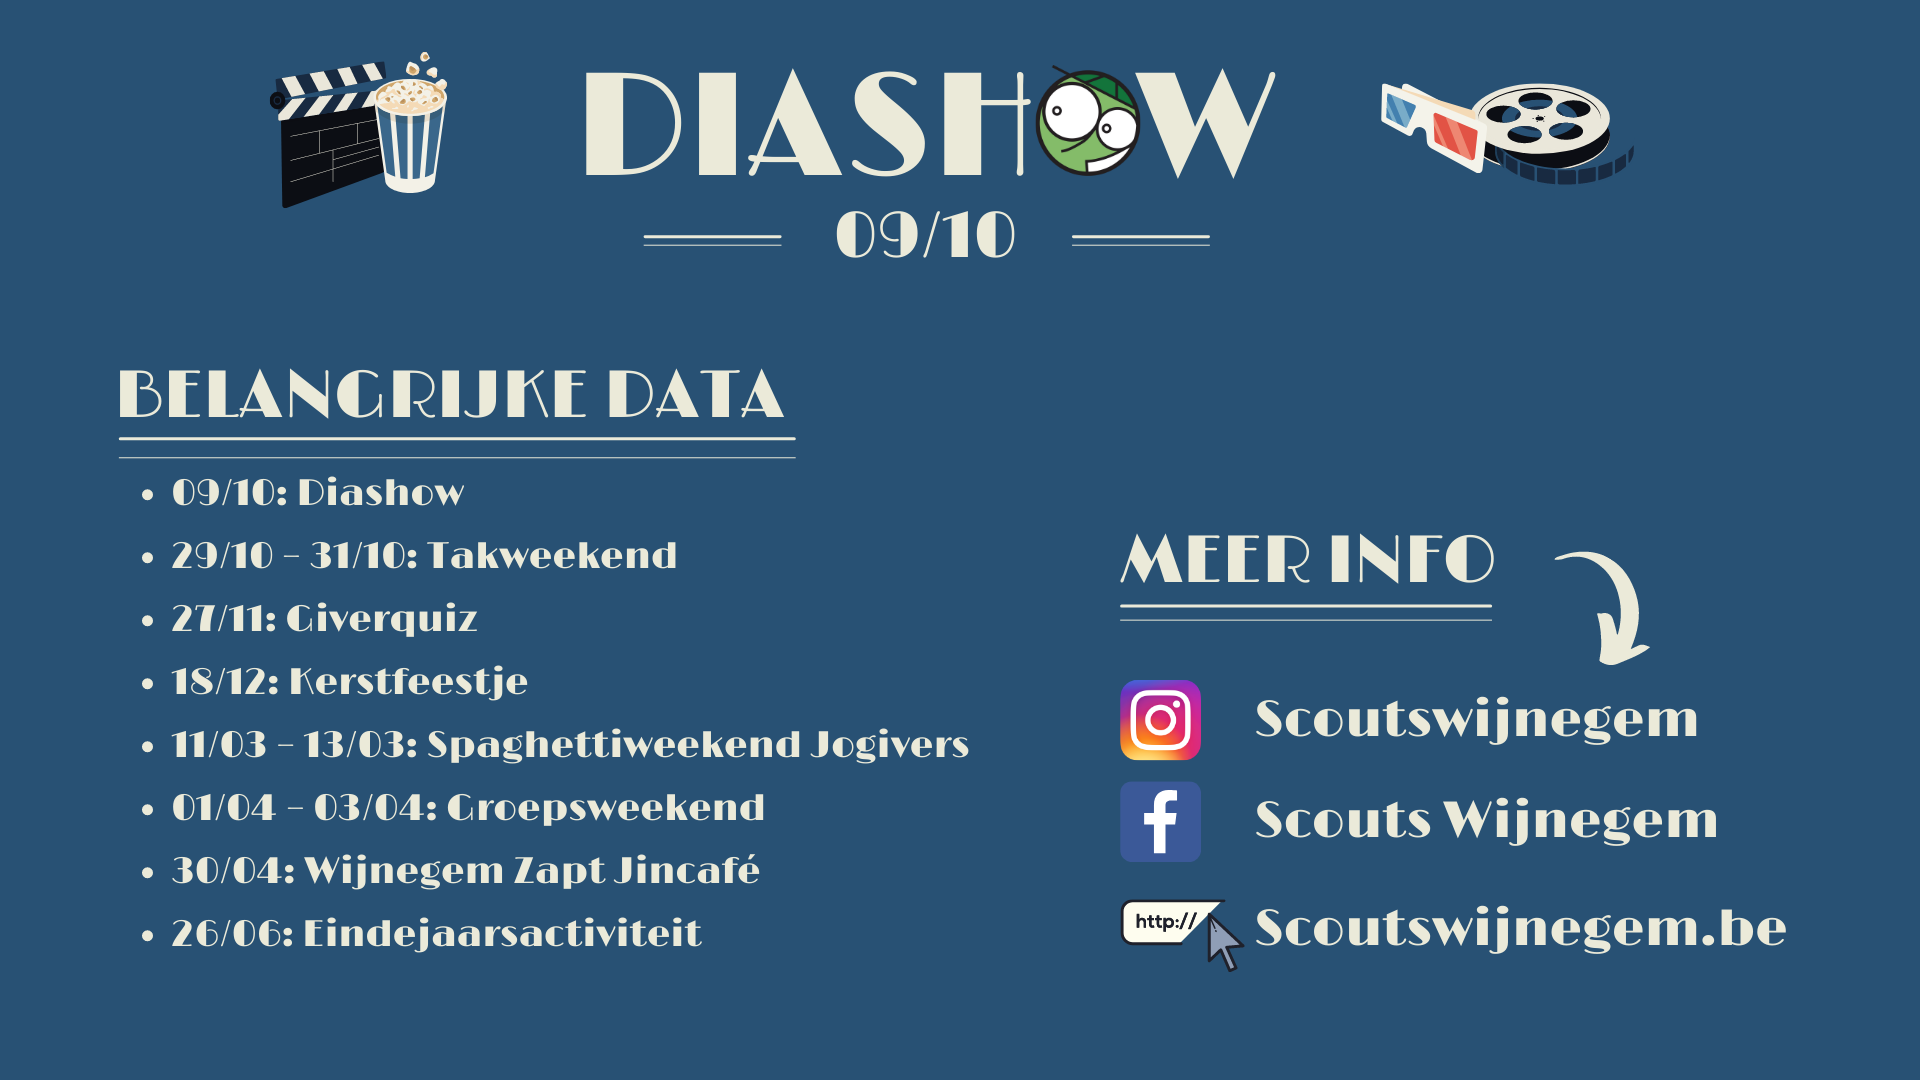 DIASHOW
09/10
BELANGRIJKE DATA
• 09/10: Diashow
• 29/10 - 31/10: Takweekend
• 27/11: Giverquiz
• 18/12: Kerstfeestje
• 11/03 - 13/03: Spaghettiweekend Jogivers
• 01/04 - 03/04: Groepsweekend
• 30/04: Wijnegem Zapt Jincafé
• 26/06: Eindejaarsactiviteit
MEER INFO
Scoutswijnegem
Scouts Wijnegem
http:// Scoutswijnegem.be